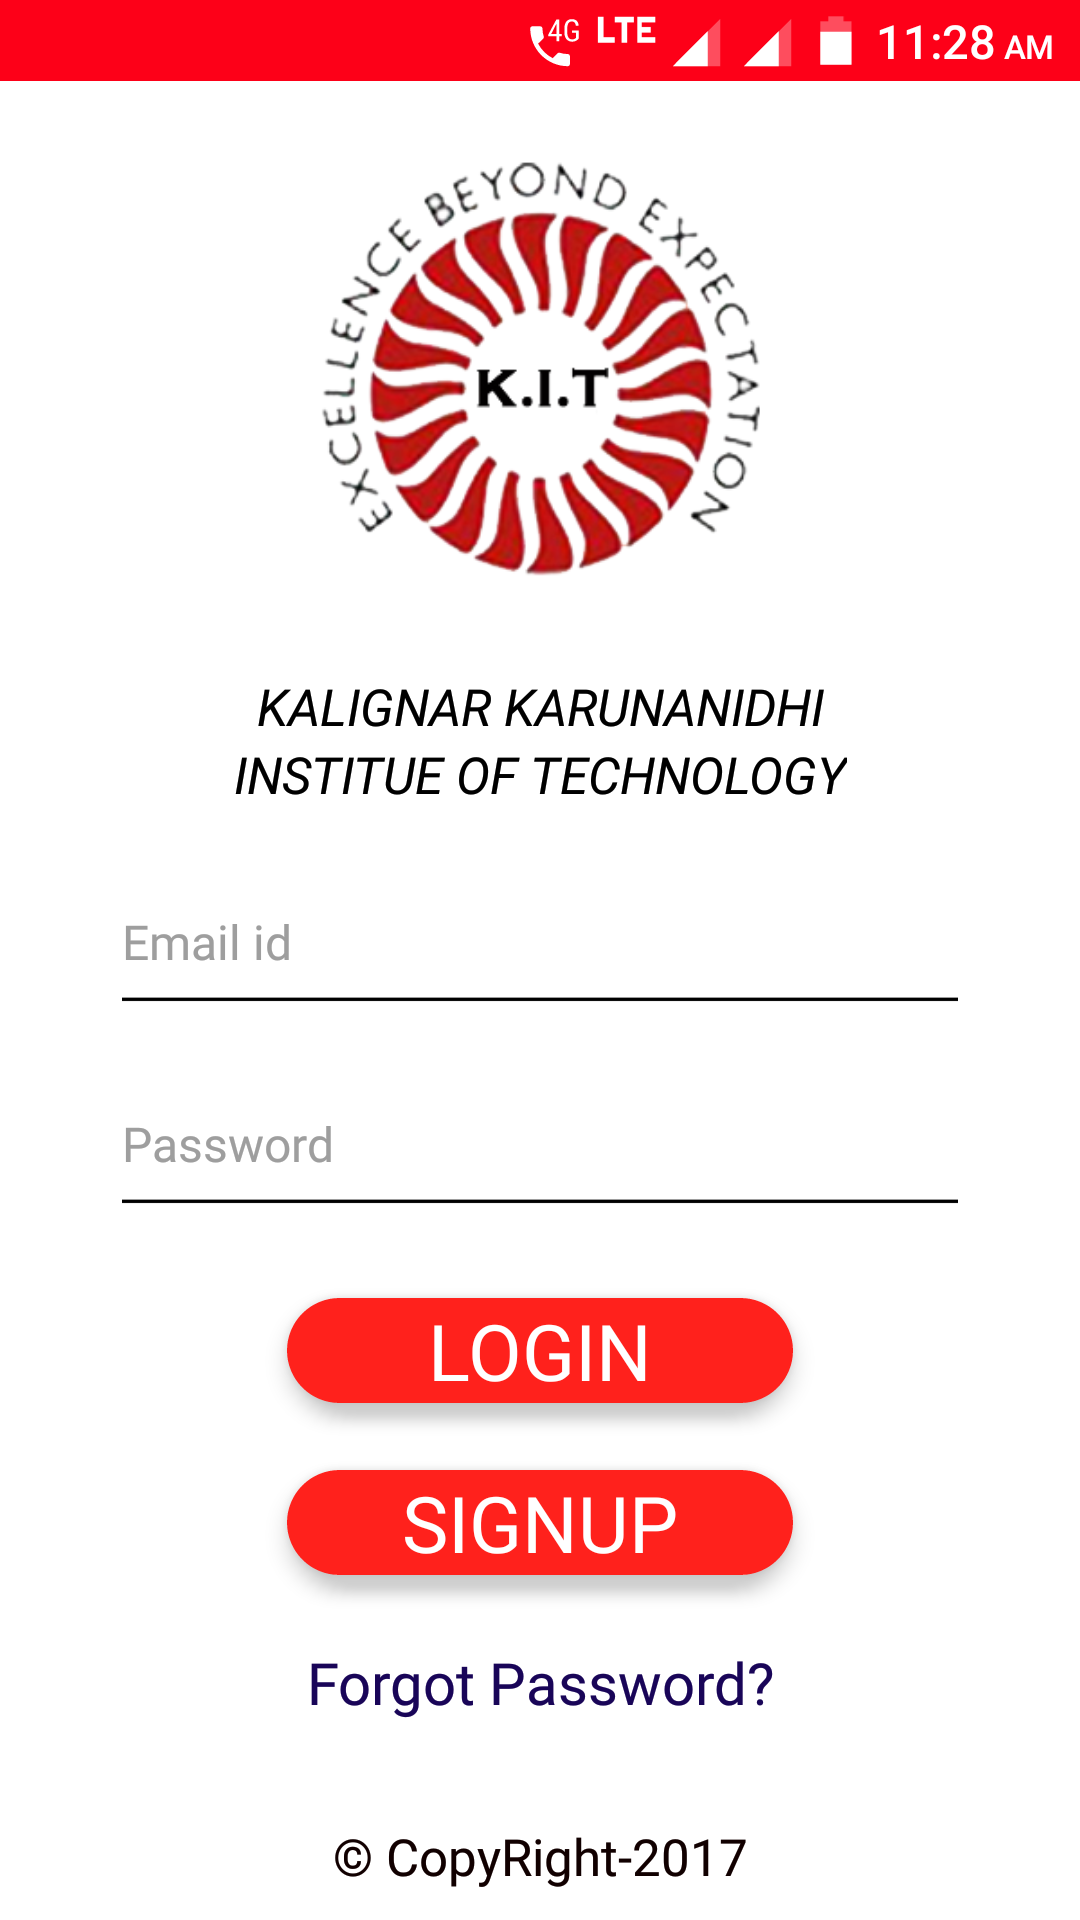 4G LTE 11:28 AM
EXCELLENCE BEYOND EXPECTATION
K.I.T
KALIGNAR KARUNANIDHI
INSTITUE OF TECHNOLOGY
Email id
Password
LOGIN
SIGNUP
Forgot Password?
© CopyRight-2017